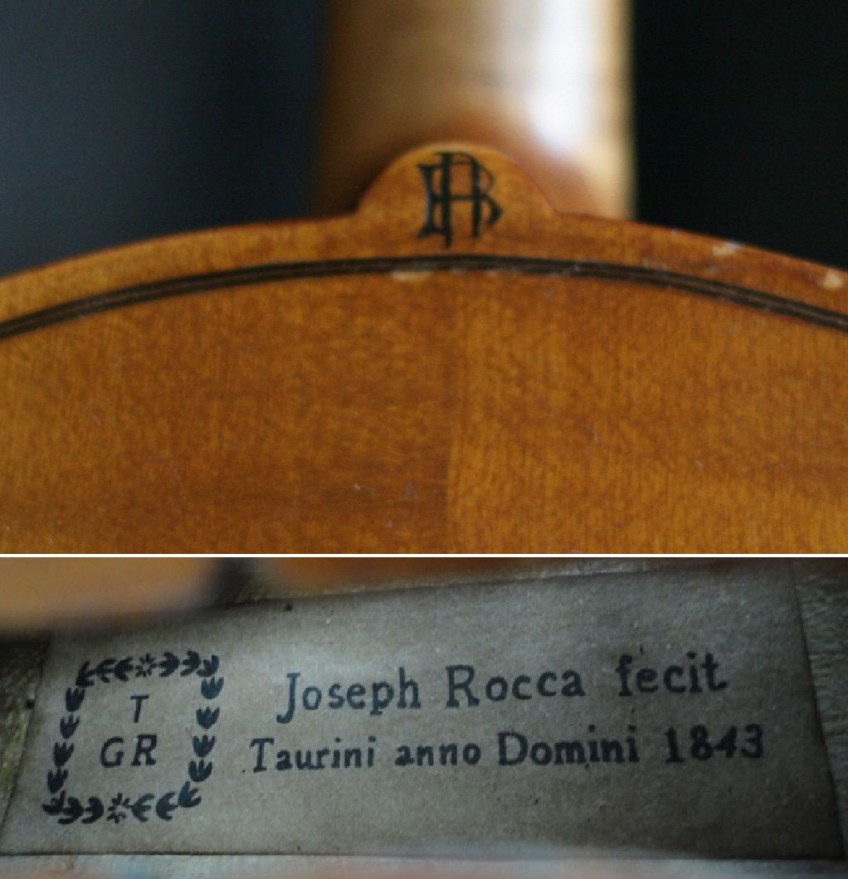 T
GR
Joseph Rocca fecit
Taurini anno Domini 1843